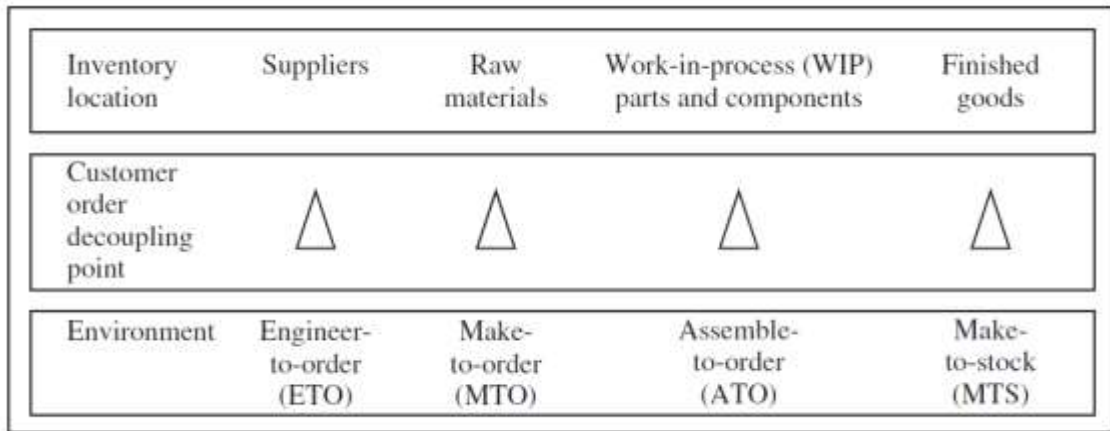 Inventory location
Suppliers
Raw materials
Work-in-process (WIP) parts and components
Finished goods
Customer order decoupling point
Environment
Engineer-to-order (ETO)
Make-to-order (MTO)
Assemble-to-order (ATO)
Make-to-stock (MTS)